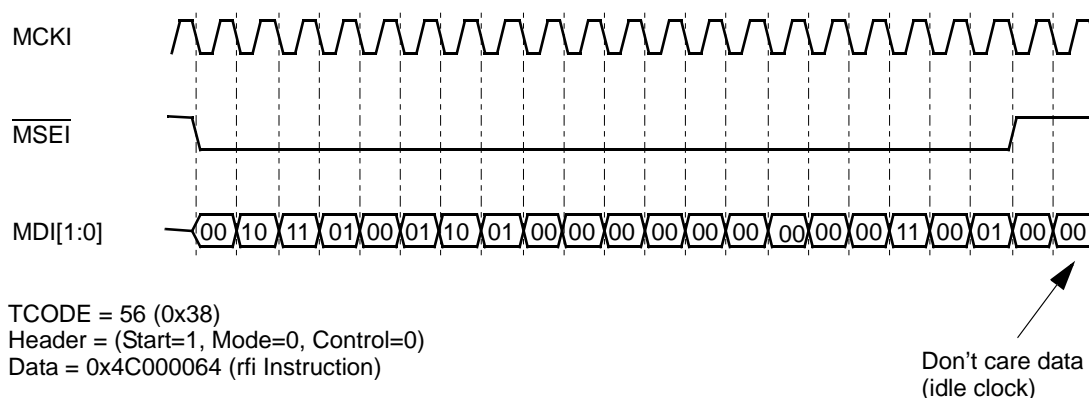 MCKI
MSEI
MDI[1:0]
00 10 11 01 00 01 10 01 00 00 00 00 00 00 00 00 00 11 00 01 00 00
TCODE = 56 (0x38)
Header = (Start=1, Mode=0, Control=0)
Data = 0x4C000064 (rfi Instruction)
Don't care data
(idle clock)